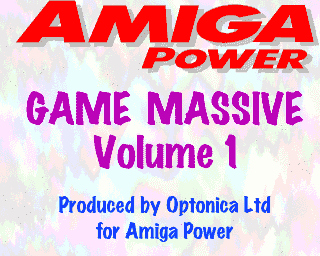 AMIGA
POWER
GAME MASSIVE
Volume 1
Produced by Optonica Ltd
for Amiga Power